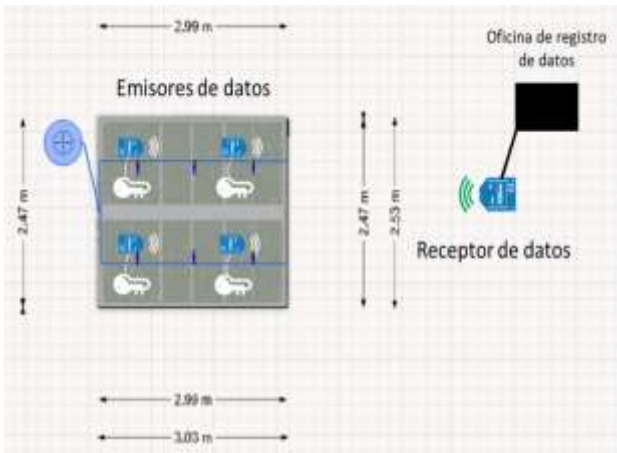 2.99 m
Oficina de registro
de datos
Emisores de datos
2.47 m
2.47 m
2.53 m
Receptor de datos
2.99 m
3.03 m